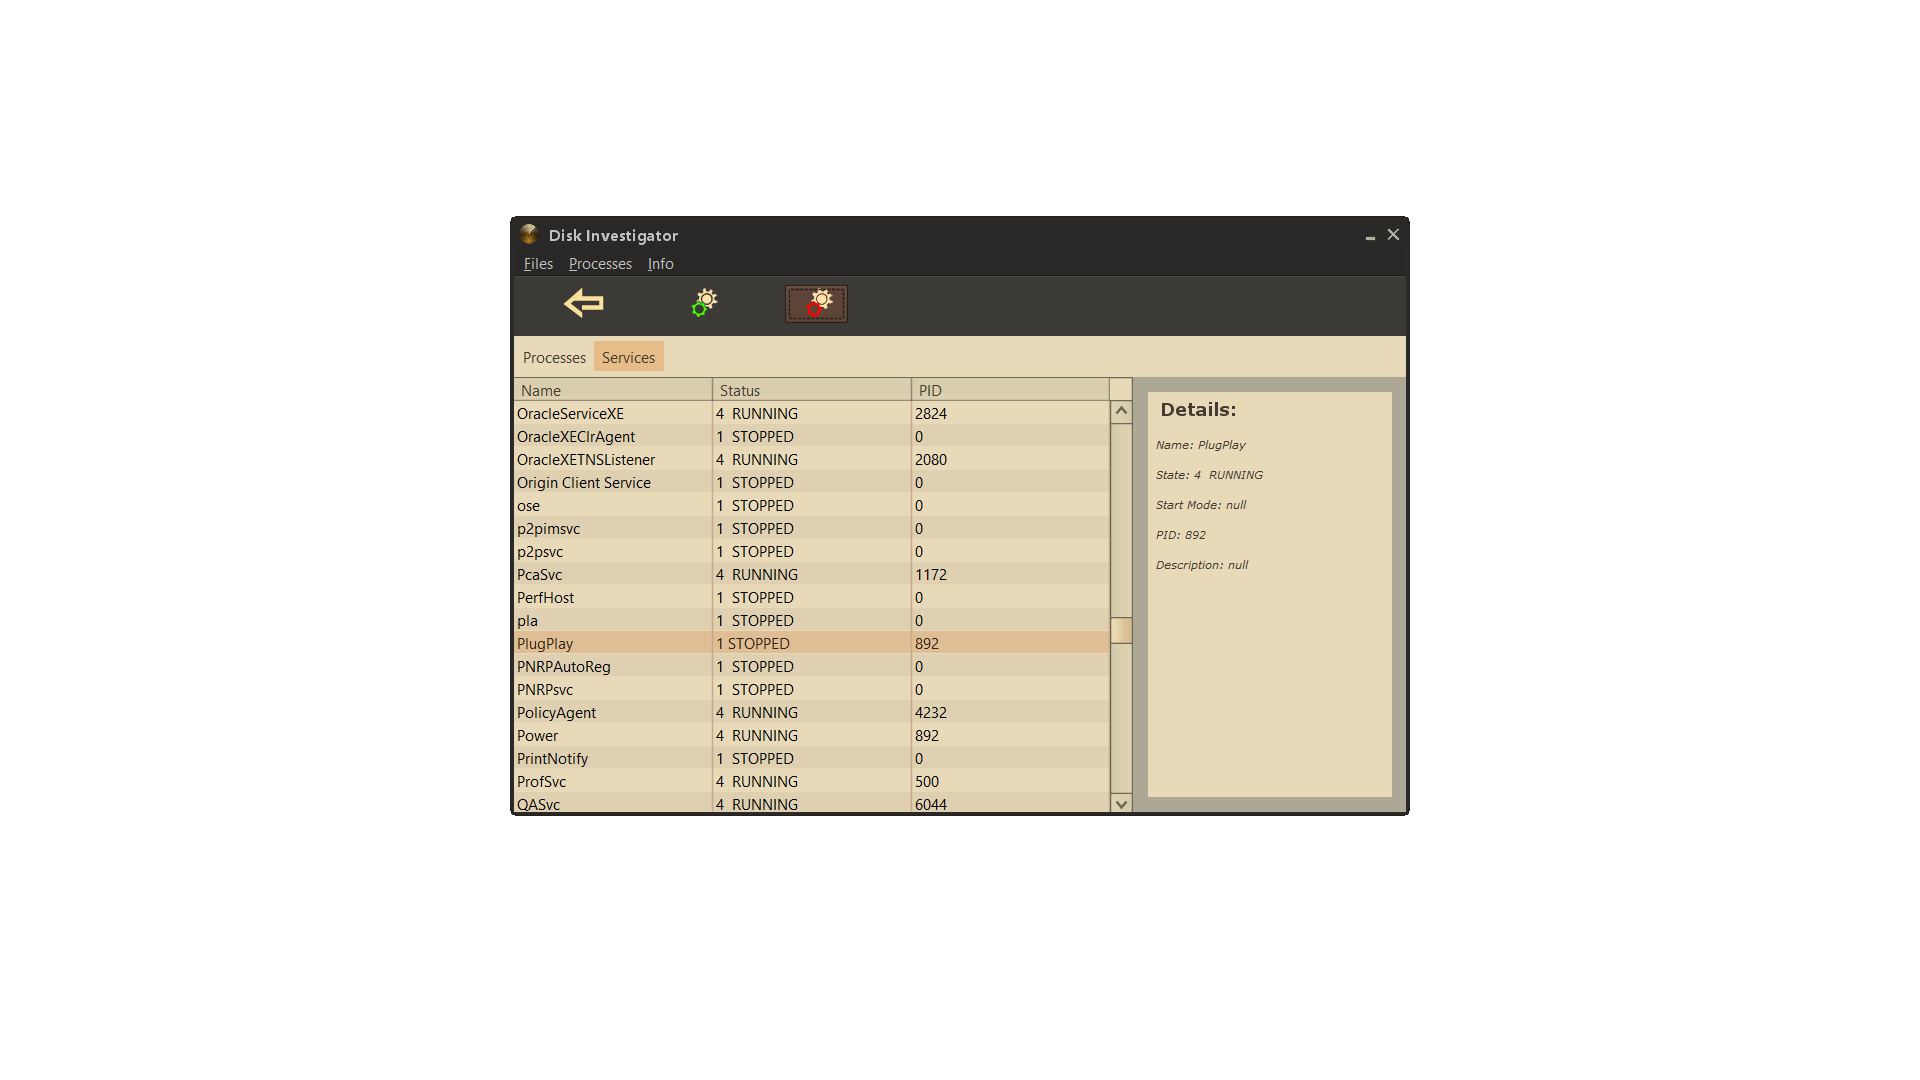 Disk Investigator
Files Processes Info
Processes Services
Name Status PID
OracleServiceXE 4 RUNNING 2824
OracleXEClrAgent 1 STOPPED 0
OracleXETNSListener 4 RUNNING 2080
Origin Client Service 1 STOPPED 0
ose 1 STOPPED 0
p2pimsvc 1 STOPPED 0
p2psvc 1 STOPPED 0
PcaSvc 4 RUNNING 1172
PerfHost 1 STOPPED 0
pla 1 STOPPED 0
PlugPlay 1 STOPPED 892
PNRPAutoReg 1 STOPPED 0
PNRPsvc 1 STOPPED 0
PolicyAgent 4 RUNNING 4232
Power 4 RUNNING 892
PrintNotify 1 STOPPED 0
ProfSvc 4 RUNNING 500
QASvc 4 RUNNING 6044
Details:
Name: PlugPlay
State: 4 RUNNING
Start Mode: null
PID: 892
Description: null